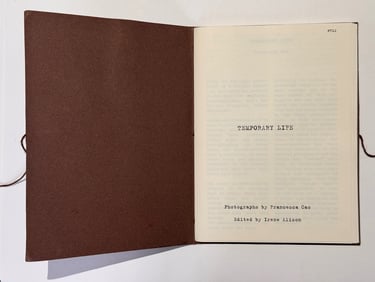 TEMPORARY LIFE
Photographs by Francesca Cao
Edited by Irene Alison